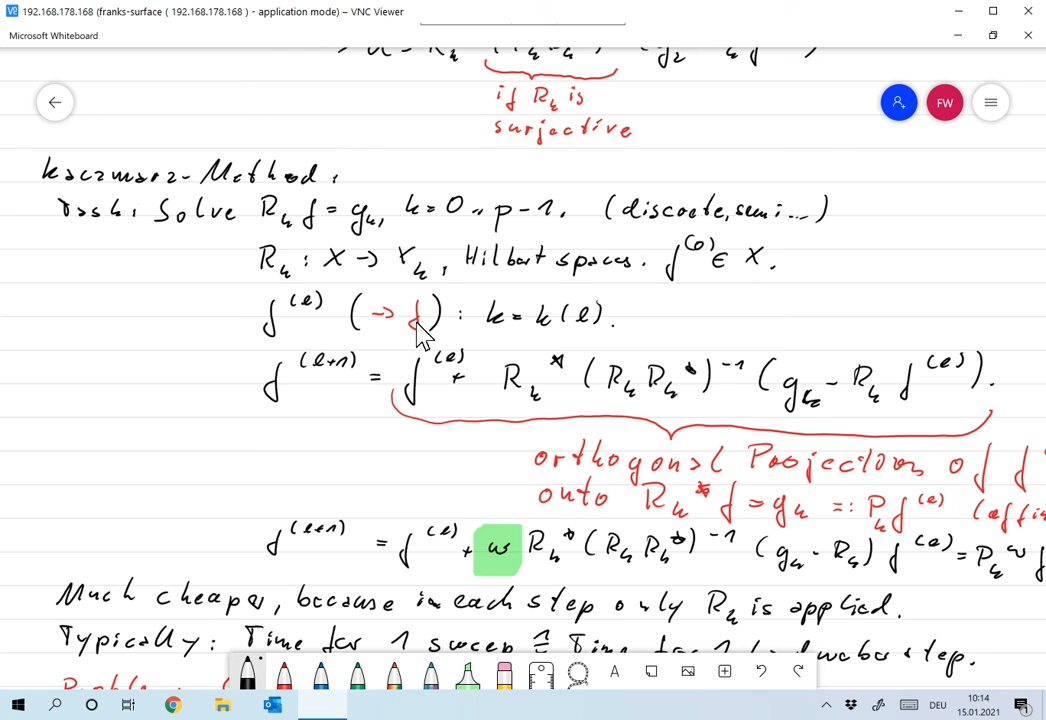 192.168.178.168 (franks-surface ( 192.168.178.168 ) - application mode) – VNC Viewer
Microsoft Whiteboard
if R_k is
surjective
FW
Kaczmarz-Method:
Task: Solve R_k f = g_k, k=0..p-1. (discrete, semi...)
R_k : X → Y_k, Hilbert spaces. f^(0) ∈ X.
f^(l) (→ f) : k = k(l).
f^(l+1) = f^(l) + R_k^* (R_k R_k^*)^-1 (g_k - R_k f^(l)).
orthogonal Projection of f
onto R_k^* f = g_k =: P_k f^(l) (affin
f^(l+1) = f^(l) + ω R_k^* (R_k R_k^*)^-1 (g_k - R_k) f^(l) = P_k^ω f
Much cheaper, because in each step only R_k is applied.
Typically: Time for 1 sweep ≙ Time for 1 Landweber step.
Problem:
DEU
10:14
15.01.2021